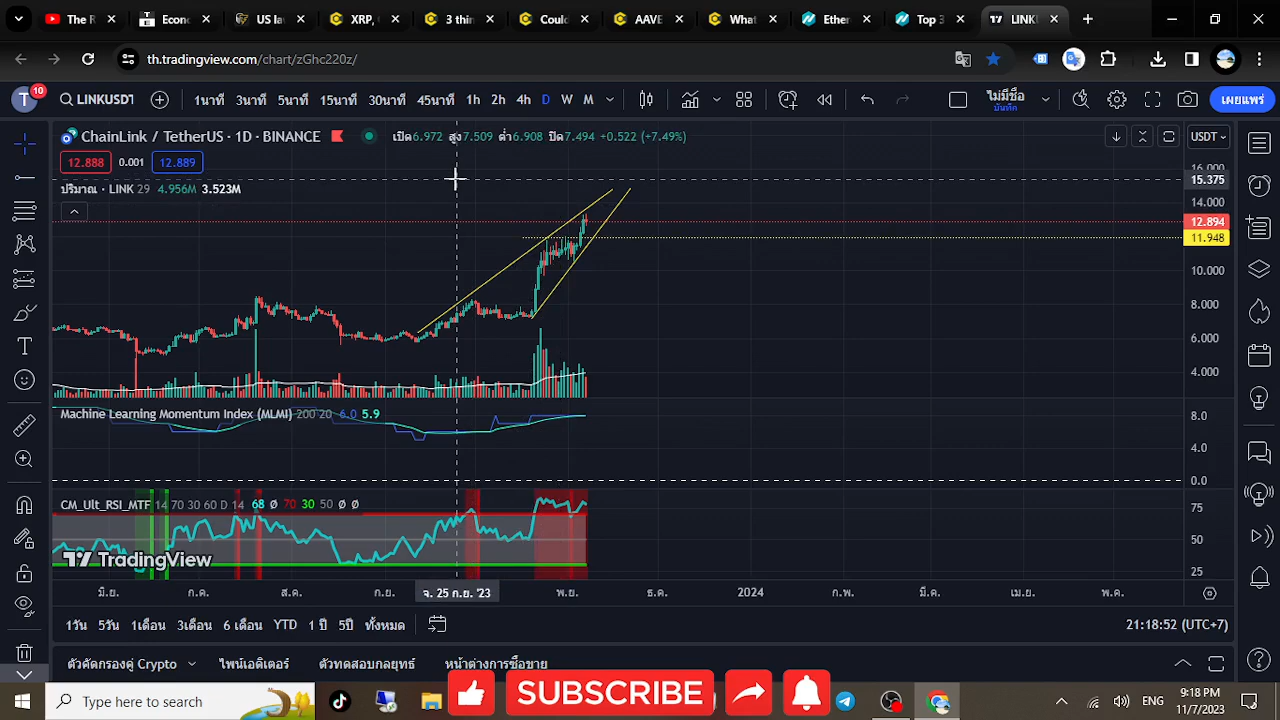 The R
Econo
US la
XRP,
3 thin
Could
AAVE
What
Ether
Top 3
LINK
th.tradingview.com/chart/zGhc220z/
T 10 LINKUSDT 1นาที 3นาที 5นาที 15นาที 30นาที 45นาที 1h 2h 4h D W M ไม่มีชื่อ บันทึก เผยแพร่
ChainLink / TetherUS · 1D · BINANCE เปิด6.972 สูง7.509 ต่ำ6.908 ปิด7.494 +0.522 (+7.49%) USDT
12.888 0.001 12.889
ปริมาณ · LINK 29 4.956M 3.523M
16.000
15.375
14.000
12.894
11.948
10.000
8.000
6.000
4.000
Machine Learning Momentum Index (MLMI) 200 20 6.0 5.9
8.0
4.0
0.0
CM_Ult_RSI_MTF 14 70 30 60 D 14 68 Ø 70 30 50 Ø Ø
75
50
25
TradingView
มิ.ย. ก.ค. ส.ค. ก.ย. จ. 25 ก.ย. '23 พ.ย. ธ.ค. 2024 ก.พ. มี.ค. เม.ย. พ.ค.
1วัน 5วัน 1เดือน 3เดือน 6 เดือน YTD 1 ปี 5ปี ทั้งหมด 21:18:52 (UTC+7)
ตัวคัดกรองคู่ Crypto ไพน์เอดิเตอร์ ตัวทดสอบกลยุทธ์ หน้าต่างการซื้อขาย
SUBSCRIBE
Type here to search ENG 9:18 PM
11/7/2023